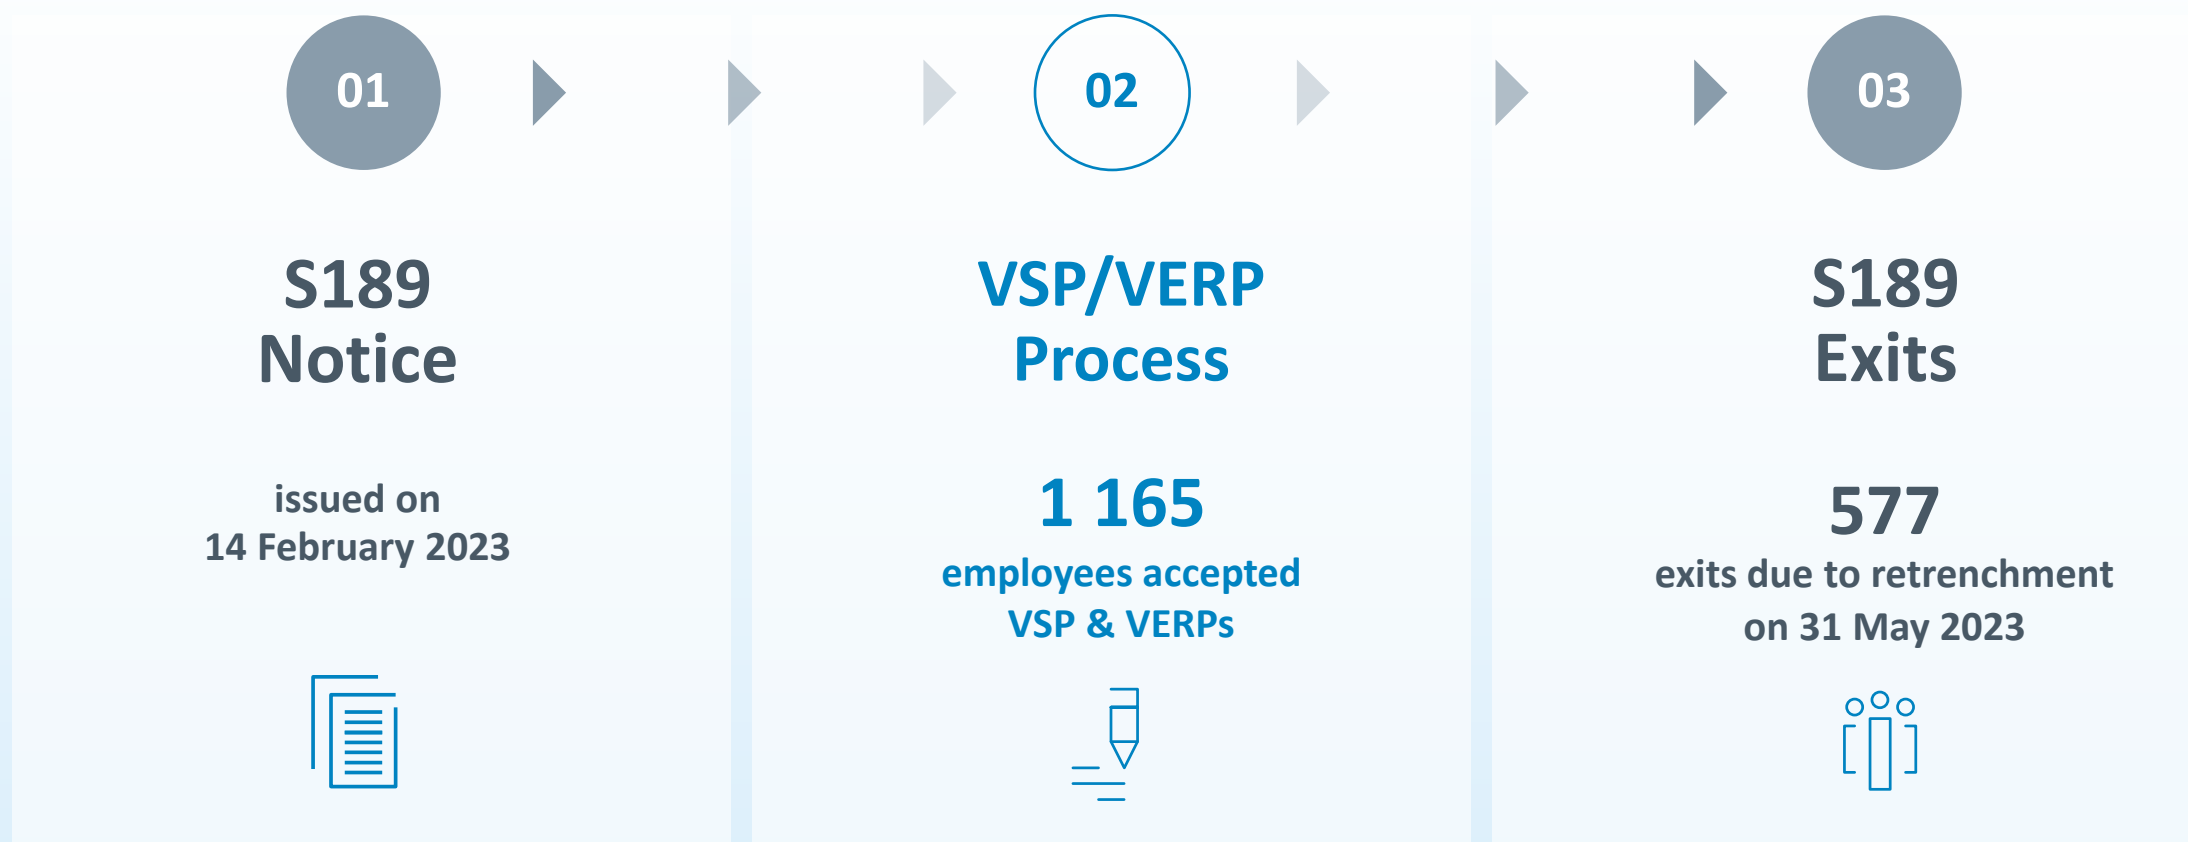 01
S189
Notice
issued on
14 February 2023
02
VSP/VERP
Process
1 165
employees accepted
VSP & VERPs
03
S189
Exits
577
exits due to retrenchment
on 31 May 2023